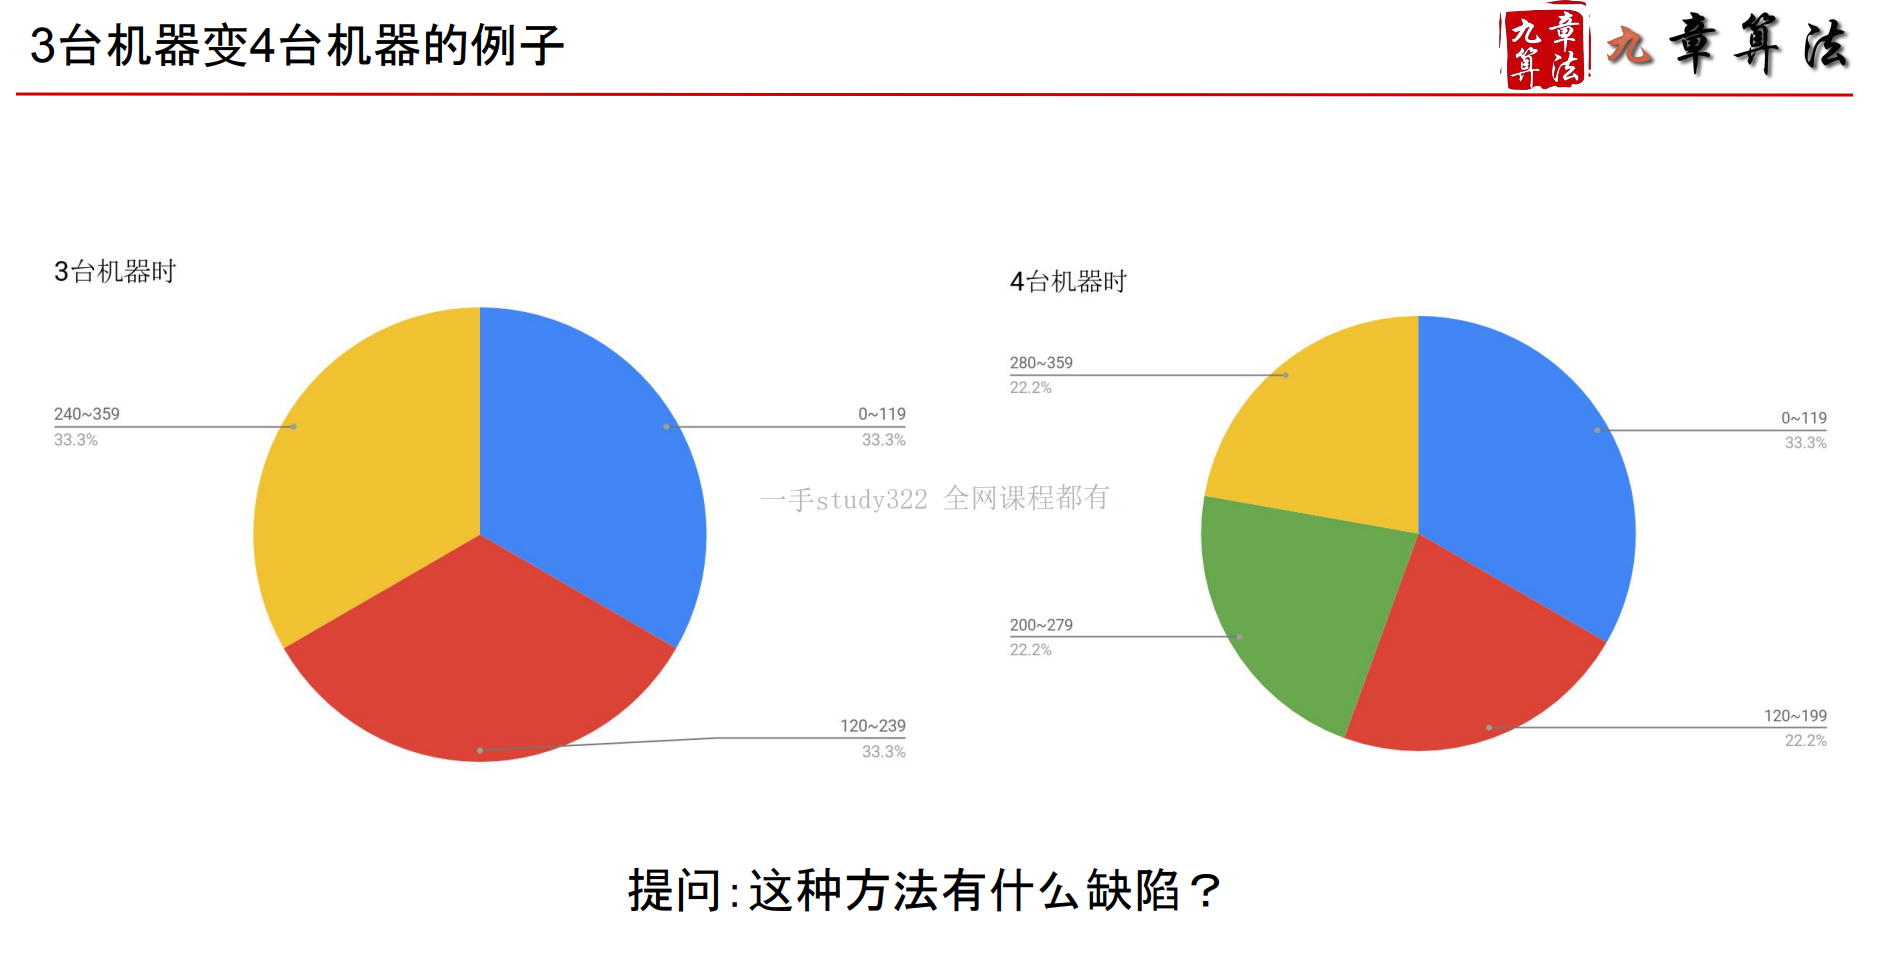 3台机器变4台机器的例子
九章
算法
九章算法
3台机器时
240~359
33.3%
0~119
33.3%
120~239
33.3%
一手study322 全网课程都有
4台机器时
280~359
22.2%
0~119
33.3%
200~279
22.2%
120~199
22.2%
提问:这种方法有什么缺陷？